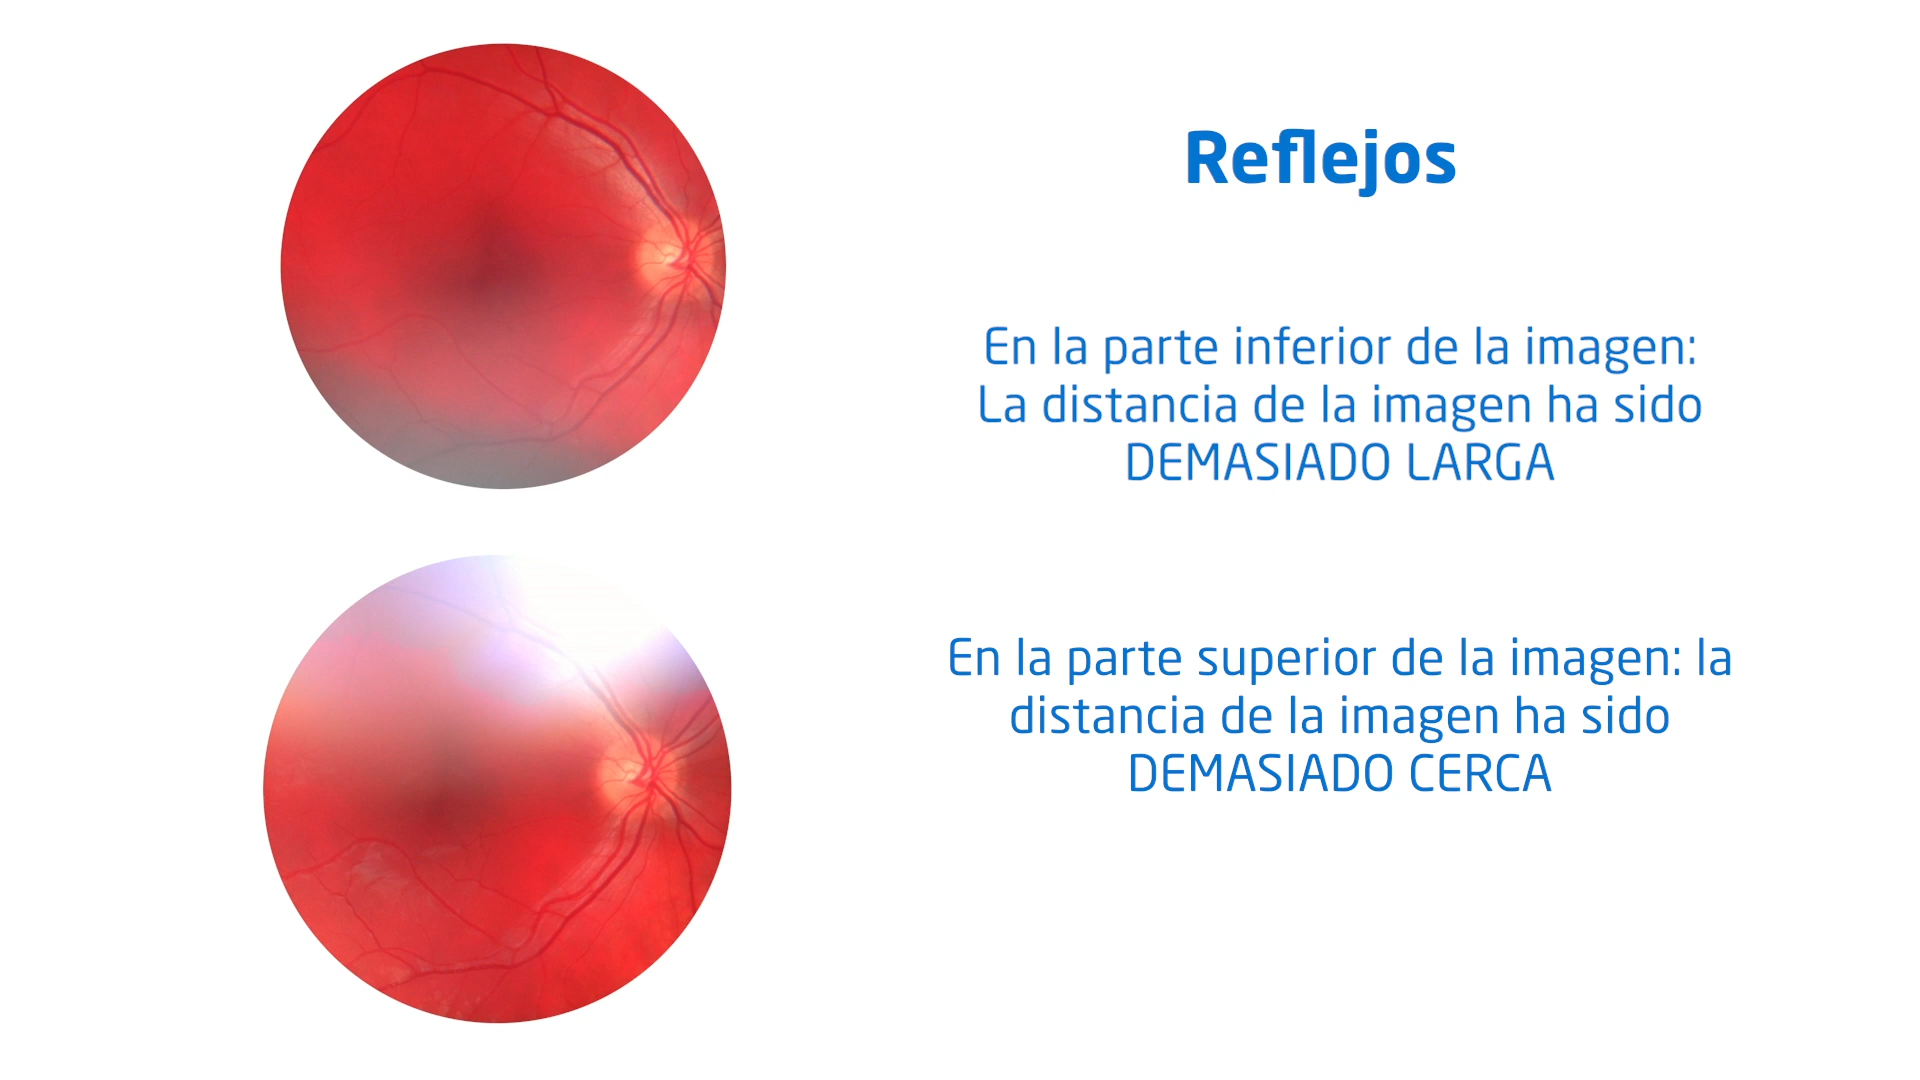 Reflejos
En la parte inferior de la imagen:
La distancia de la imagen ha sido
DEMASIADO LARGA
En la parte superior de la imagen: la
distancia de la imagen ha sido
DEMASIADO CERCA